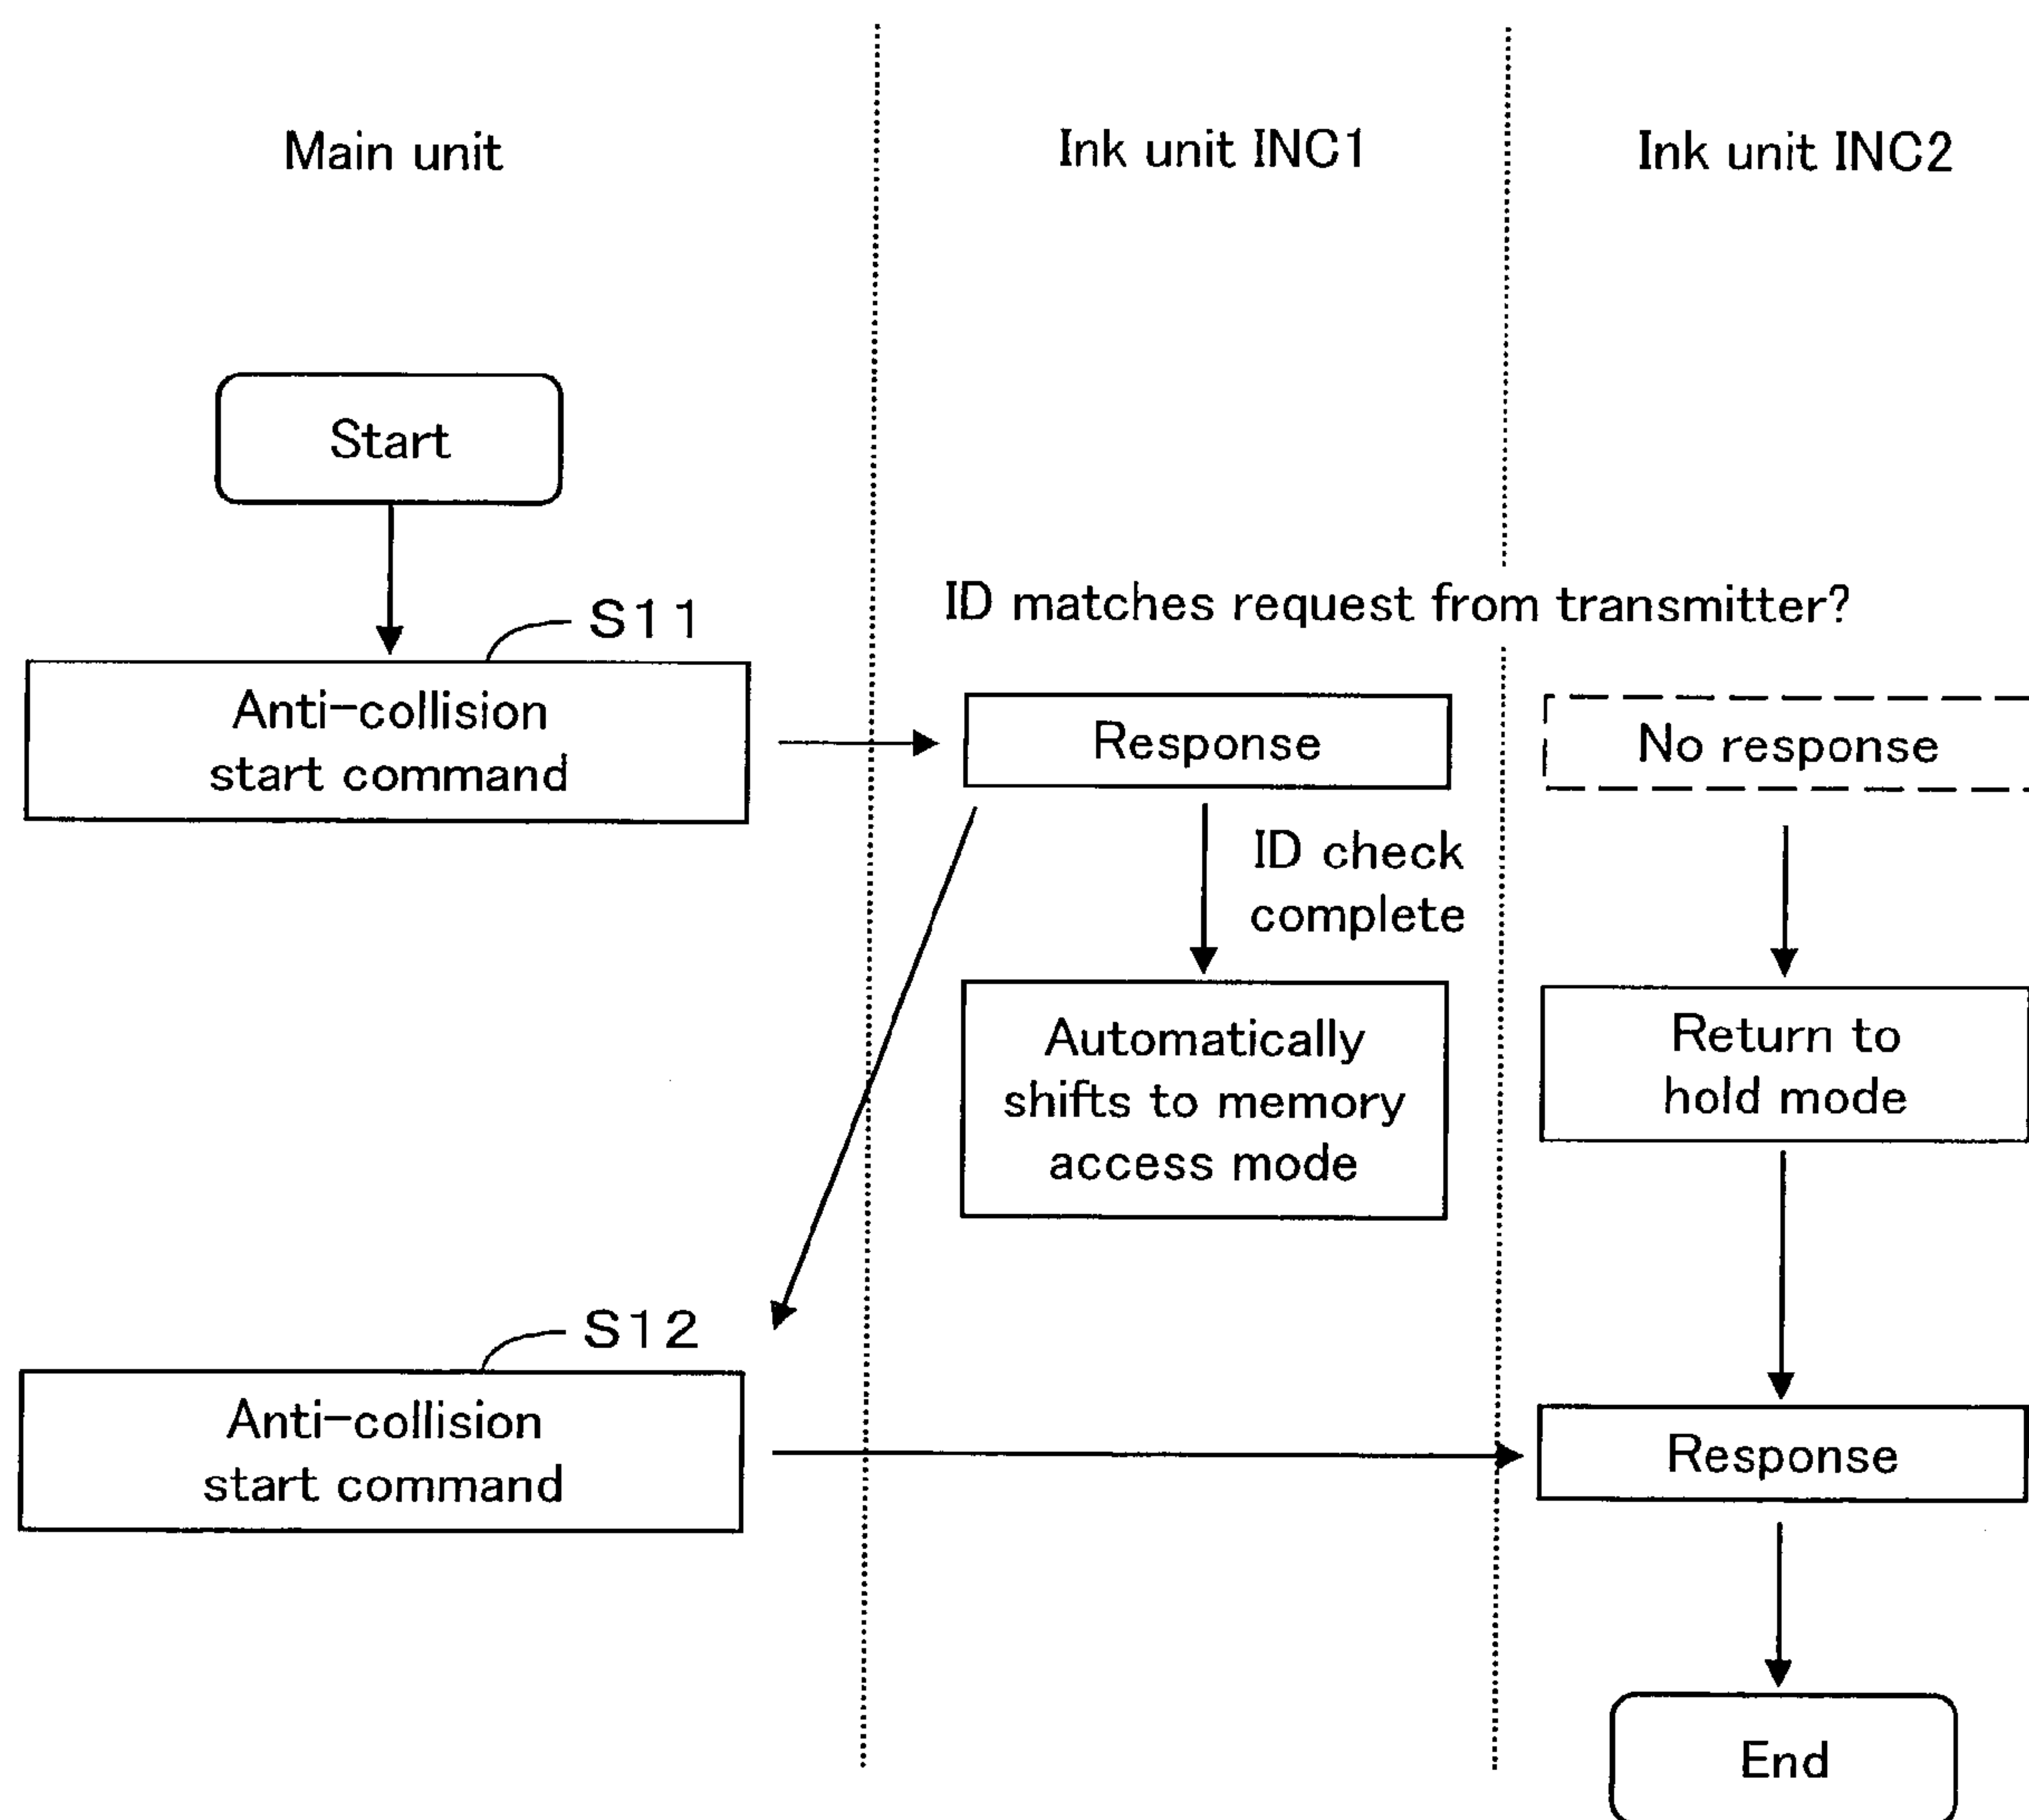 Main unit
Ink unit INC1
Ink unit INC2
Start
S11
ID matches request from transmitter?
Anti-collision
start command
Response
No response
ID check
complete
Automatically
shifts to memory
access mode
Return to
hold mode
S12
Anti-collision
start command
Response
End